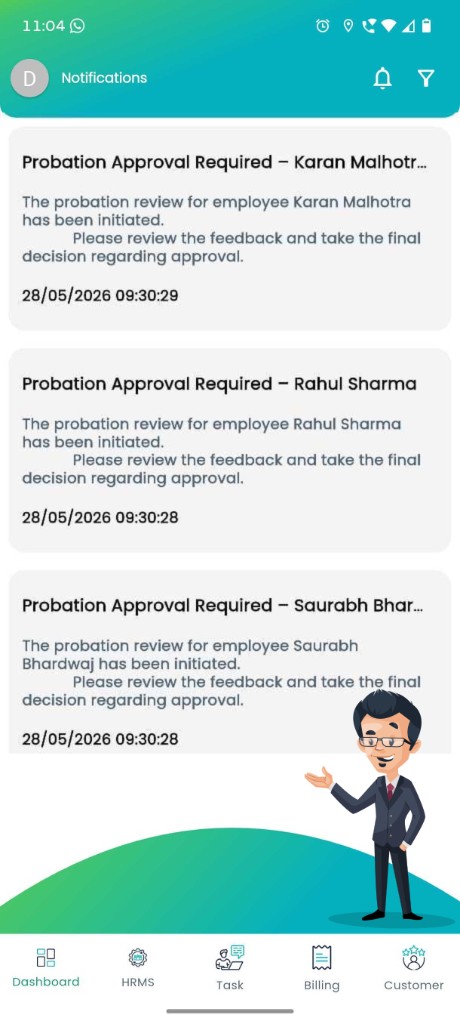 11:04
D Notifications
Probation Approval Required – Karan Malhotr...
The probation review for employee Karan Malhotra
has been initiated.
Please review the feedback and take the final
decision regarding approval.
28/05/2026 09:30:29
Probation Approval Required – Rahul Sharma
The probation review for employee Rahul Sharma
has been initiated.
Please review the feedback and take the final
decision regarding approval.
28/05/2026 09:30:28
Probation Approval Required – Saurabh Bhar...
The probation review for employee Saurabh
Bhardwaj has been initiated.
Please review the feedback and take the final
decision regarding approval.
28/05/2026 09:30:28
Dashboard HRMS Task Billing Customer